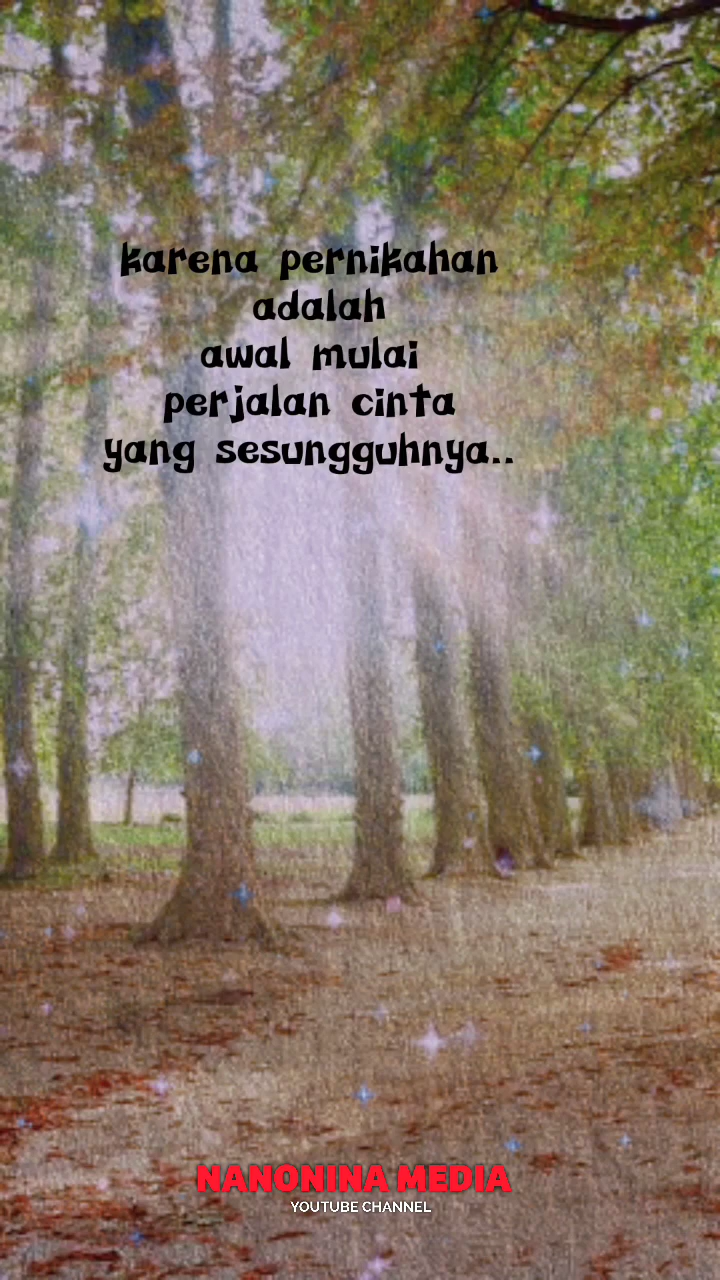 karena pernikahan
adalah
awal mulai
perjalan cinta
yang sesungguhnya..
NANONINA MEDIA
YOUTUBE CHANNEL